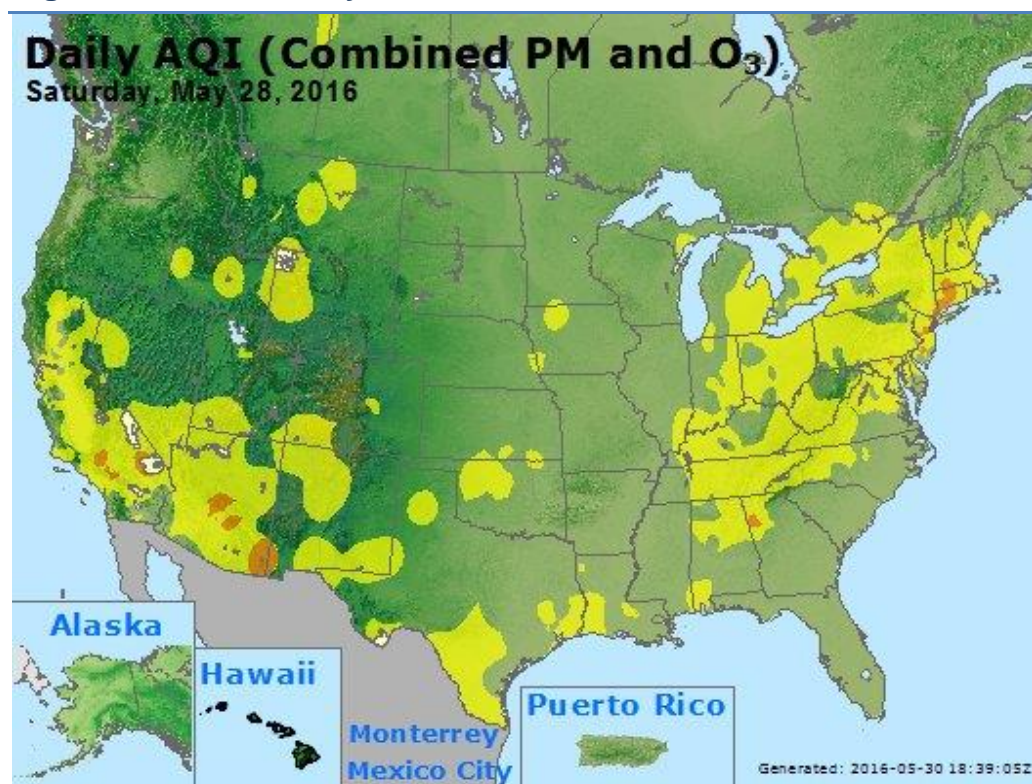 Daily AQI (Combined PM and O₃)
Saturday, May 28, 2016
Alaska
Hawaii
Monterrey
Mexico City
Puerto Rico
Generated: 2016-05-30 18:39:05Z